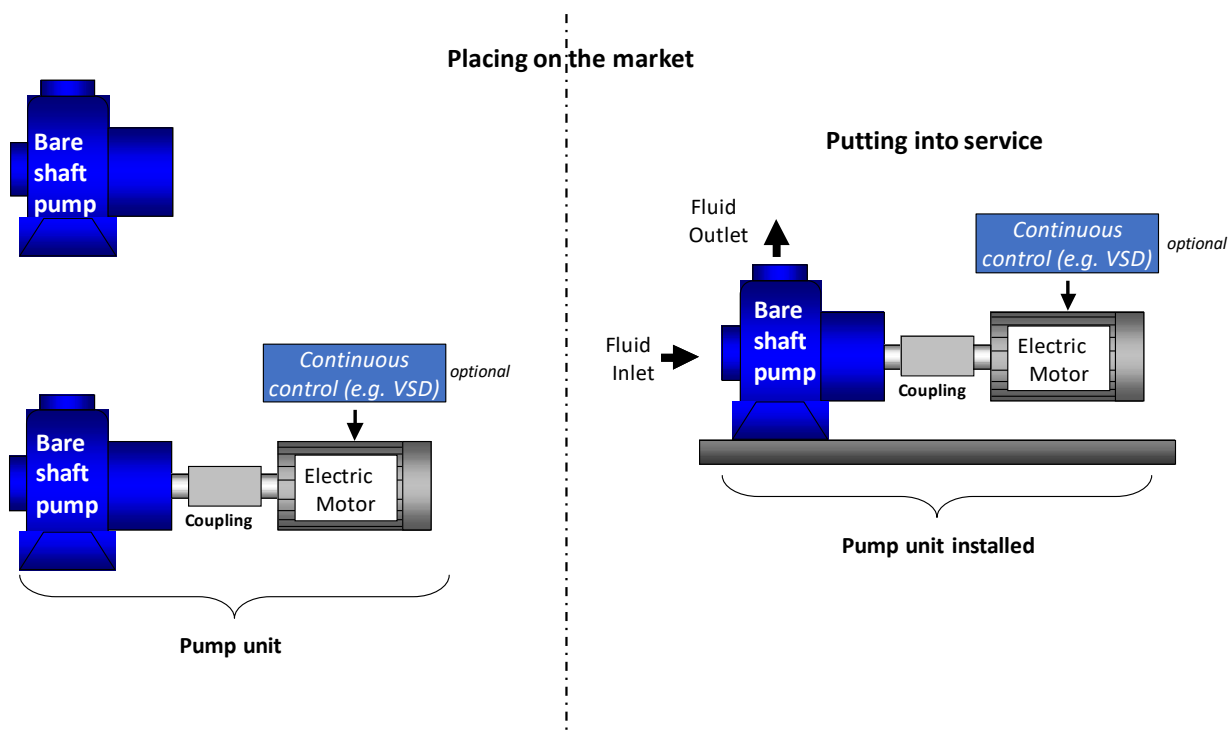 Placing on the market
Bare
shaft
pump
Continuous
control (e.g. VSD)
optional
Bare
shaft
pump
Coupling
Electric
Motor
Pump unit
Putting into service
Fluid
Outlet
Continuous
control (e.g. VSD)
optional
Fluid
Inlet
Bare
shaft
pump
Coupling
Electric
Motor
Pump unit installed